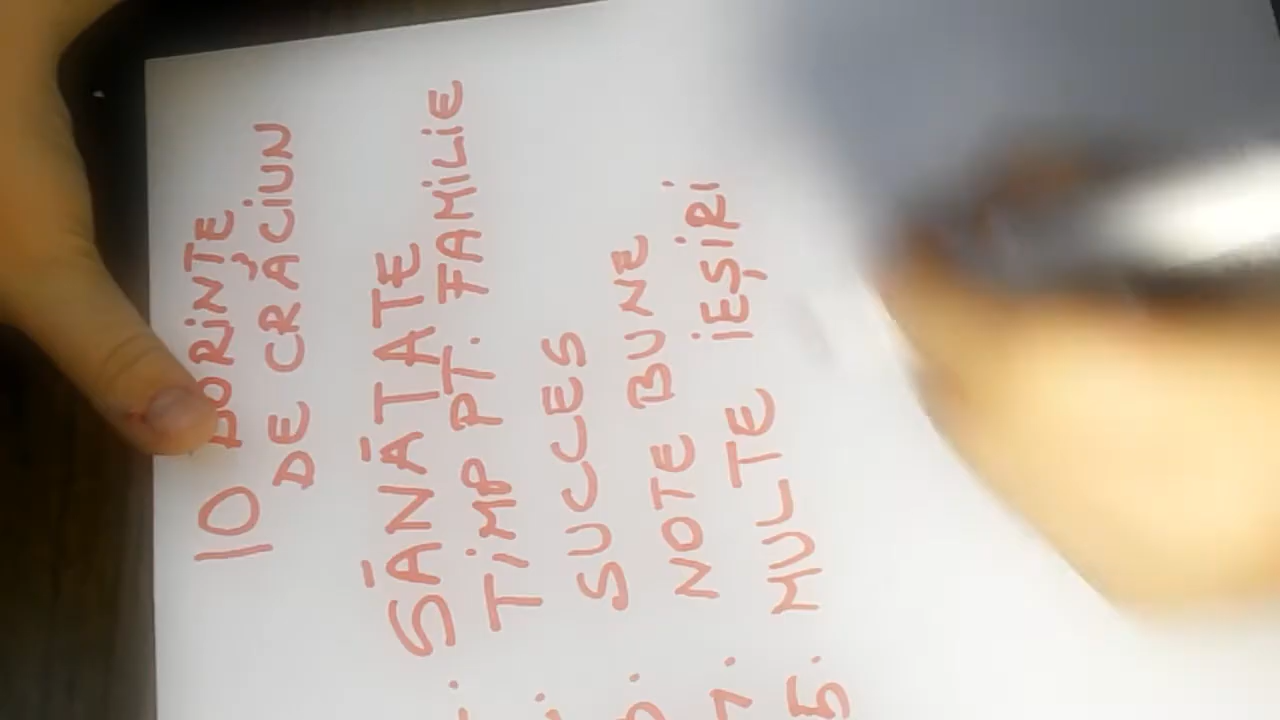 10 DORINȚE
DE CRĂCIUN
. SĂNĂTATE
. TIMP PT. FAMILIE
. SUCCES
. NOTE BUNE
5. MULTE IEȘIRI